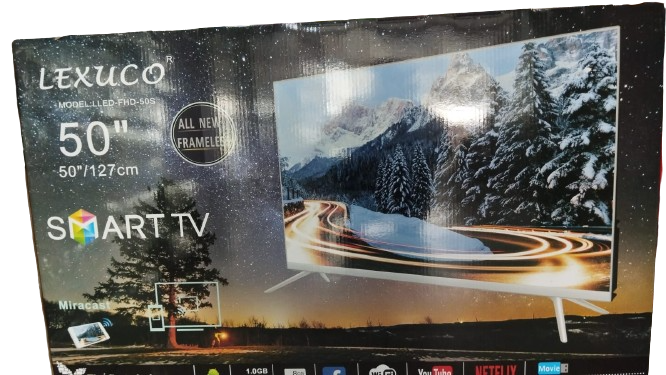 LEXUCO®
MODEL:LLED-FHD-50S
50"
50"/127cm
ALL NEW
FRAMELESS
SMART TV
Miracast
1.0GB
YouTube
NETFLIX
Movie